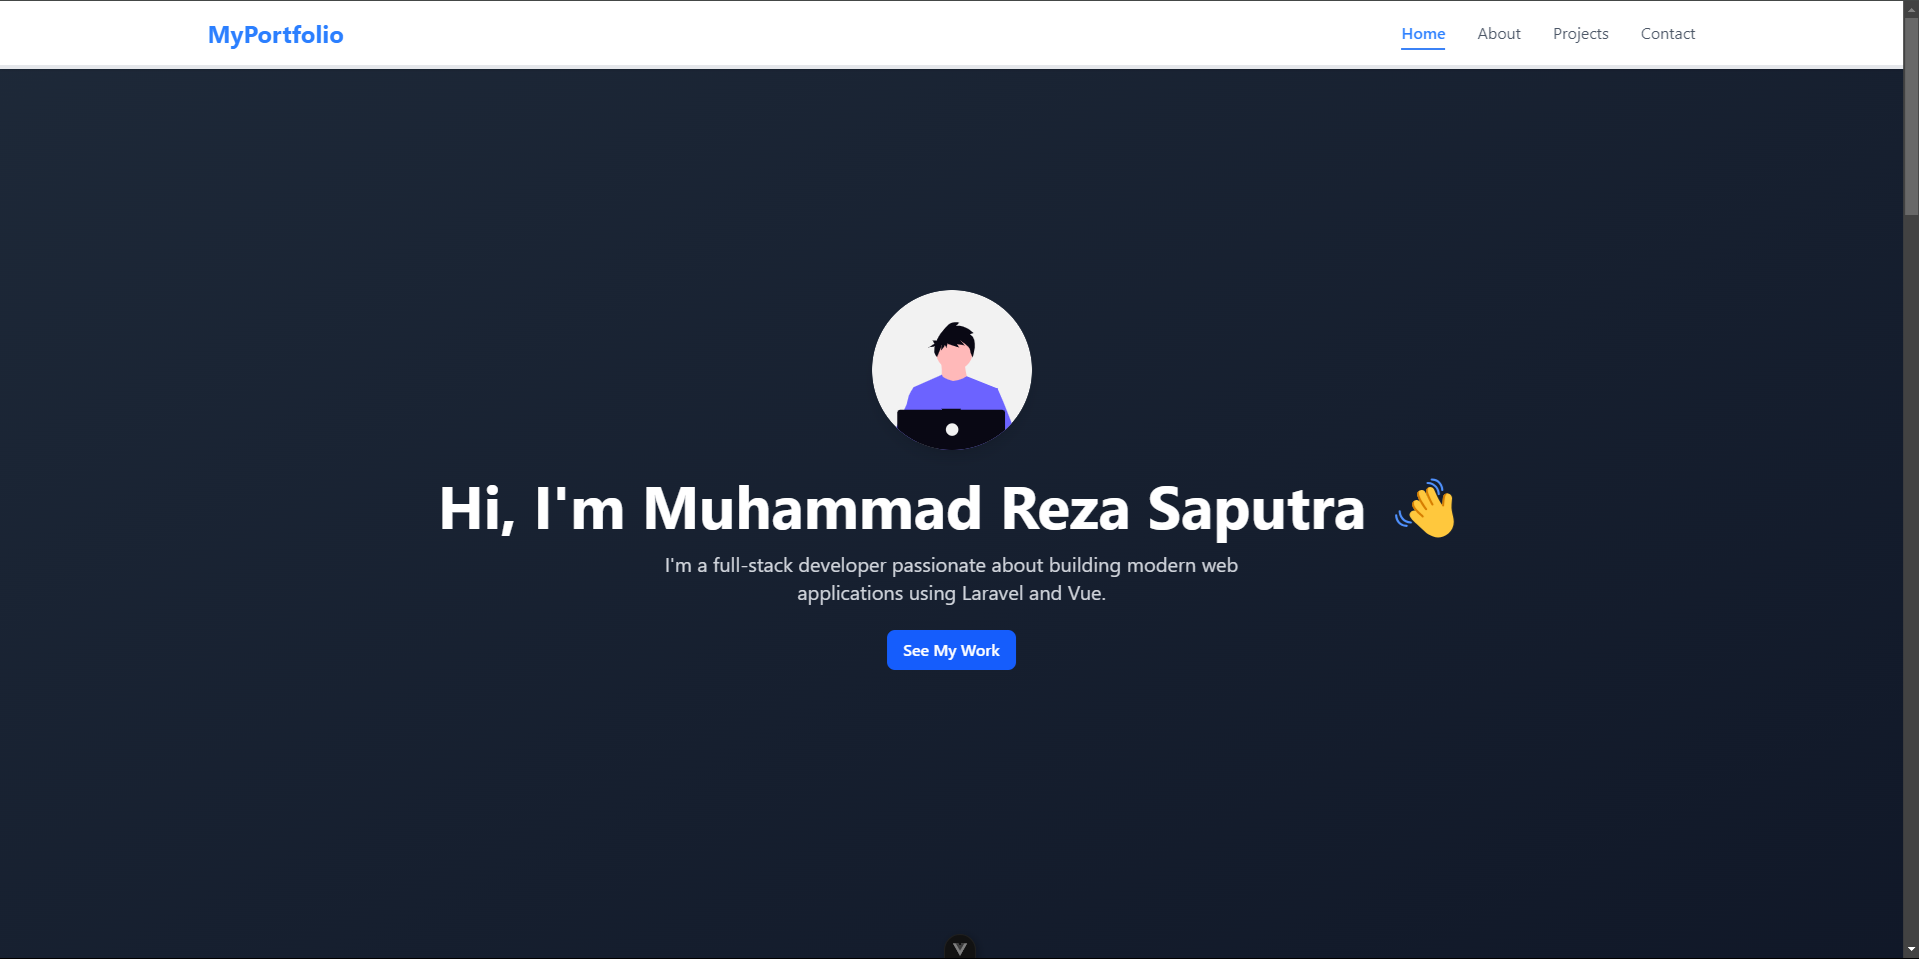 MyPortfolio
Home
About
Projects
Contact
Hi, I'm Muhammad Reza Saputra 👋
I'm a full-stack developer passionate about building modern web
applications using Laravel and Vue.
See My Work